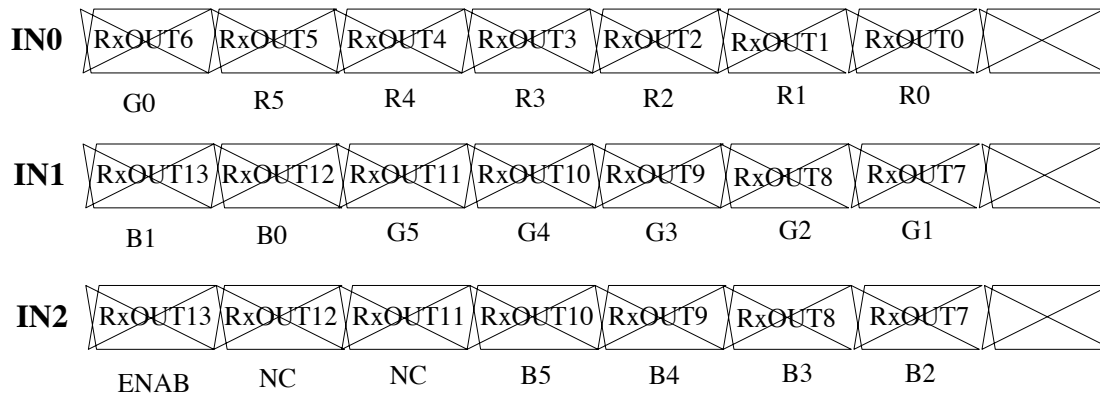 IN0 RxOUT6 RxOUT5 RxOUT4 RxOUT3 RxOUT2 RxOUT1 RxOUT0
G0 R5 R4 R3 R2 R1 R0
IN1 RxOUT13 RxOUT12 RxOUT11 RxOUT10 RxOUT9 RxOUT8 RxOUT7
B1 B0 G5 G4 G3 G2 G1
IN2 RxOUT13 RxOUT12 RxOUT11 RxOUT10 RxOUT9 RxOUT8 RxOUT7
ENAB NC NC B5 B4 B3 B2